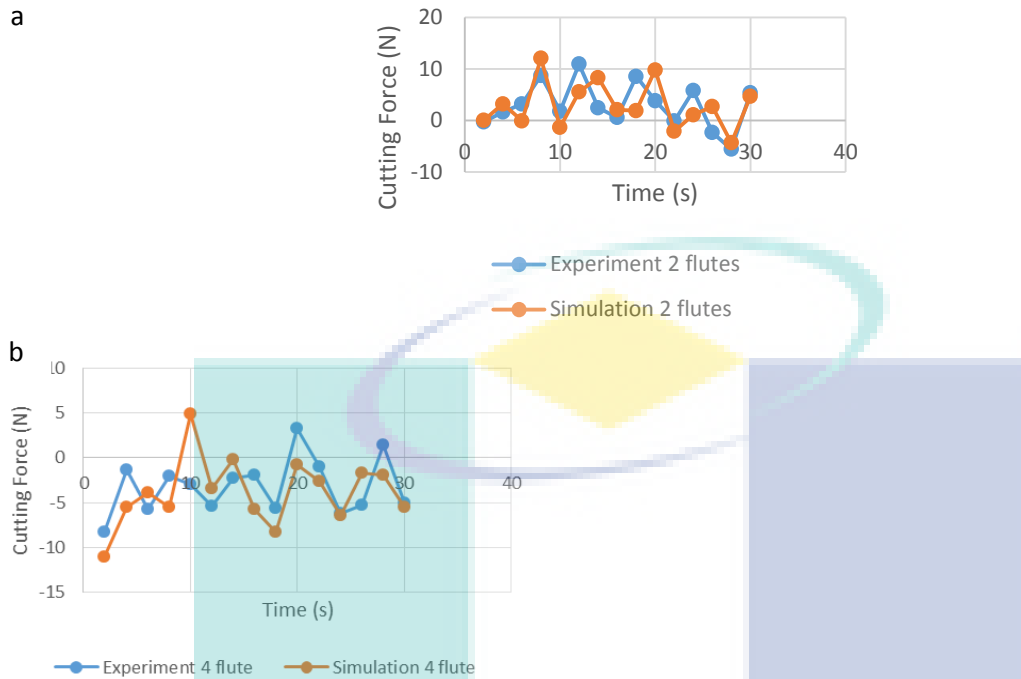 a
Cutting Force (N)
20
10
0
-10
0 10 20 30 40
Time (s)
Experiment 2 flutes
Simulation 2 flutes
b
Cutting Force (N)
10
5
0
-5
-10
-15
0 10 20 30 40
Time (s)
Experiment 4 flute Simulation 4 flute